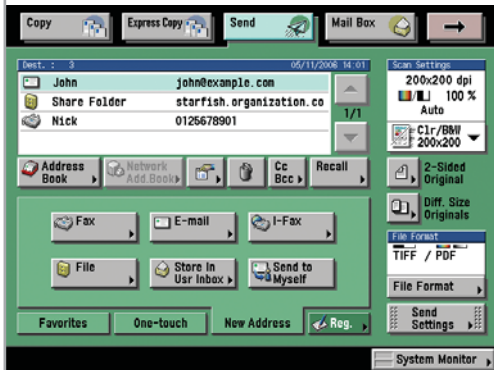 Copy
Express Copy
Send
Mail Box
Dest. : 3
05/11/2006 14:01
John john@example.com
Share Folder starfish.organization.co
Nick 0125678901
1/1
Address Book
Network Add.Book
Cc Bcc
Recall
Fax
E-mail
I-Fax
File
Store In Usr Inbox
Send to Myself
Favorites
One-touch
New Address
Reg.
Scan Settings
200x200 dpi
100 %
Auto
Clr/B&W
200x200
2-Sided
Original
Diff. Size
Originals
File Format
TIFF / PDF
File Format
Send
Settings
System Monitor